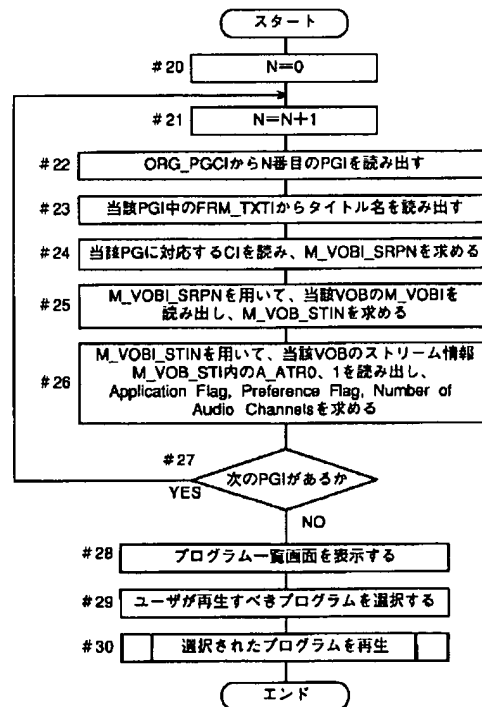 スタート
#20
N=0
#21
N=N+1
#22
ORG_PGCIからN番目のPGIを読み出す
#23
当該PGI中のFRM_TXTIからタイトル名を読み出す
#24
当該PGに対応するCIを読み、M_VOBI_SRPNを求める
#25
M_VOBI_SRPNを用いて、当該VOBのM_VOBIを
読み出し、M_VOB_STINを求める
#26
M_VOBI_STINを用いて、当該VOBのストリーム情報
M_VOB_STI内のA_ATR0、1を読み出し、
Application Flag, Preference Flag, Number of
Audio Channelsを求める
#27
次のPGIがあるか
YES
NO
#28
プログラム一覧画面を表示する
#29
ユーザが再生すべきプログラムを選択する
#30
選択されたプログラムを再生
エンド